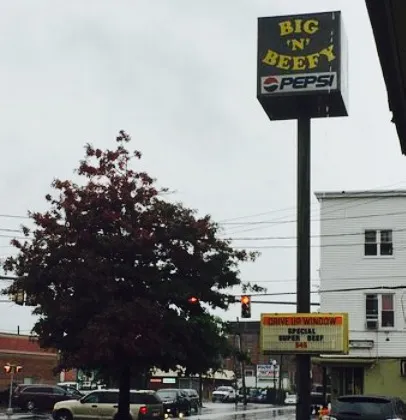 BIG
'N'
BEEFY
PEPSI
DRIVE UP WINDOW
SPECIAL
SUPER BEEF